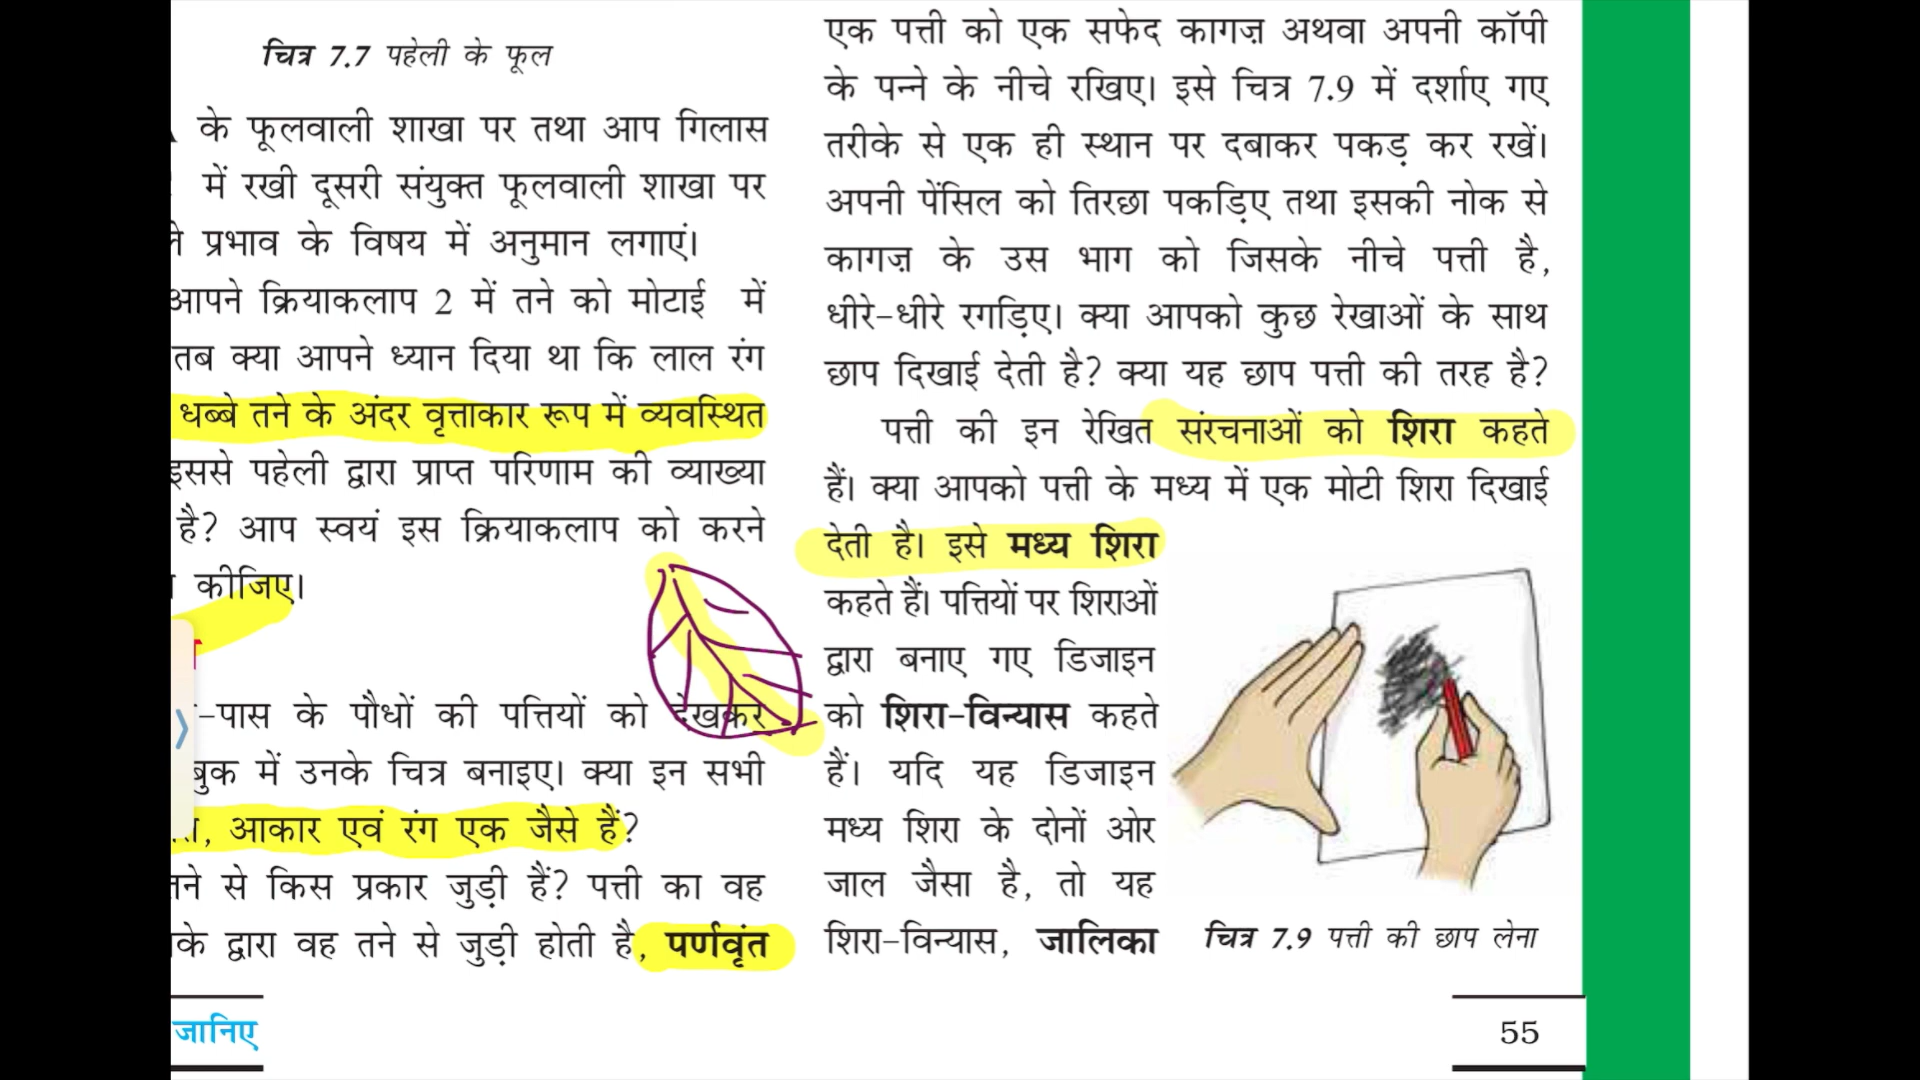 चित्र 7.7 पहेली के फूल
के फूलवाली शाखा पर तथा आप गिलास
में रखी दूसरी संयुक्त फूलवाली शाखा पर
प्रभाव के विषय में अनुमान लगाएं।
आपने क्रियाकलाप 2 में तने को मोटाई में
तब क्या आपने ध्यान दिया था कि लाल रंग
धब्बे तने के अंदर वृत्ताकार रूप में व्यवस्थित
इससे पहेली द्वारा प्राप्त परिणाम की व्याख्या
है? आप स्वयं इस क्रियाकलाप को करने
कीजिए।
-पास के पौधों की पत्तियों को देखकर
बुक में उनके चित्र बनाइए। क्या इन सभी
, आकार एवं रंग एक जैसे हैं?
तने से किस प्रकार जुड़ी हैं? पत्ती का वह
के द्वारा वह तने से जुड़ी होती है, पर्णवृंत
जानिए
एक पत्ती को एक सफेद कागज़ अथवा अपनी कॉपी
के पन्ने के नीचे रखिए। इसे चित्र 7.9 में दर्शाए गए
तरीके से एक ही स्थान पर दबाकर पकड़ कर रखें।
अपनी पेंसिल को तिरछा पकड़िए तथा इसकी नोक से
कागज़ के उस भाग को जिसके नीचे पत्ती है,
धीरे-धीरे रगड़िए। क्या आपको कुछ रेखाओं के साथ
छाप दिखाई देती है? क्या यह छाप पत्ती की तरह है?
पत्ती की इन रेखित संरचनाओं को शिरा कहते
हैं। क्या आपको पत्ती के मध्य में एक मोटी शिरा दिखाई
देती है। इसे मध्य शिरा
कहते हैं। पत्तियों पर शिराओं
द्वारा बनाए गए डिजाइन
को शिरा-विन्यास कहते
हैं। यदि यह डिजाइन
मध्य शिरा के दोनों ओर
जाल जैसा है, तो यह
शिरा-विन्यास, जालिका
चित्र 7.9 पत्ती की छाप लेना
55